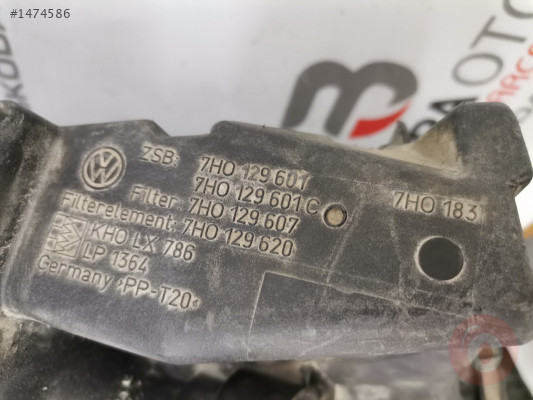 #1474586
ZSB: 7H0 129 601
7H0 129 601 C
Filter: 7H0 129 607
Filterelement: 7H0 129 620
KHO LX 786
LP 1364
Germany >PP-T20<
7H0 183